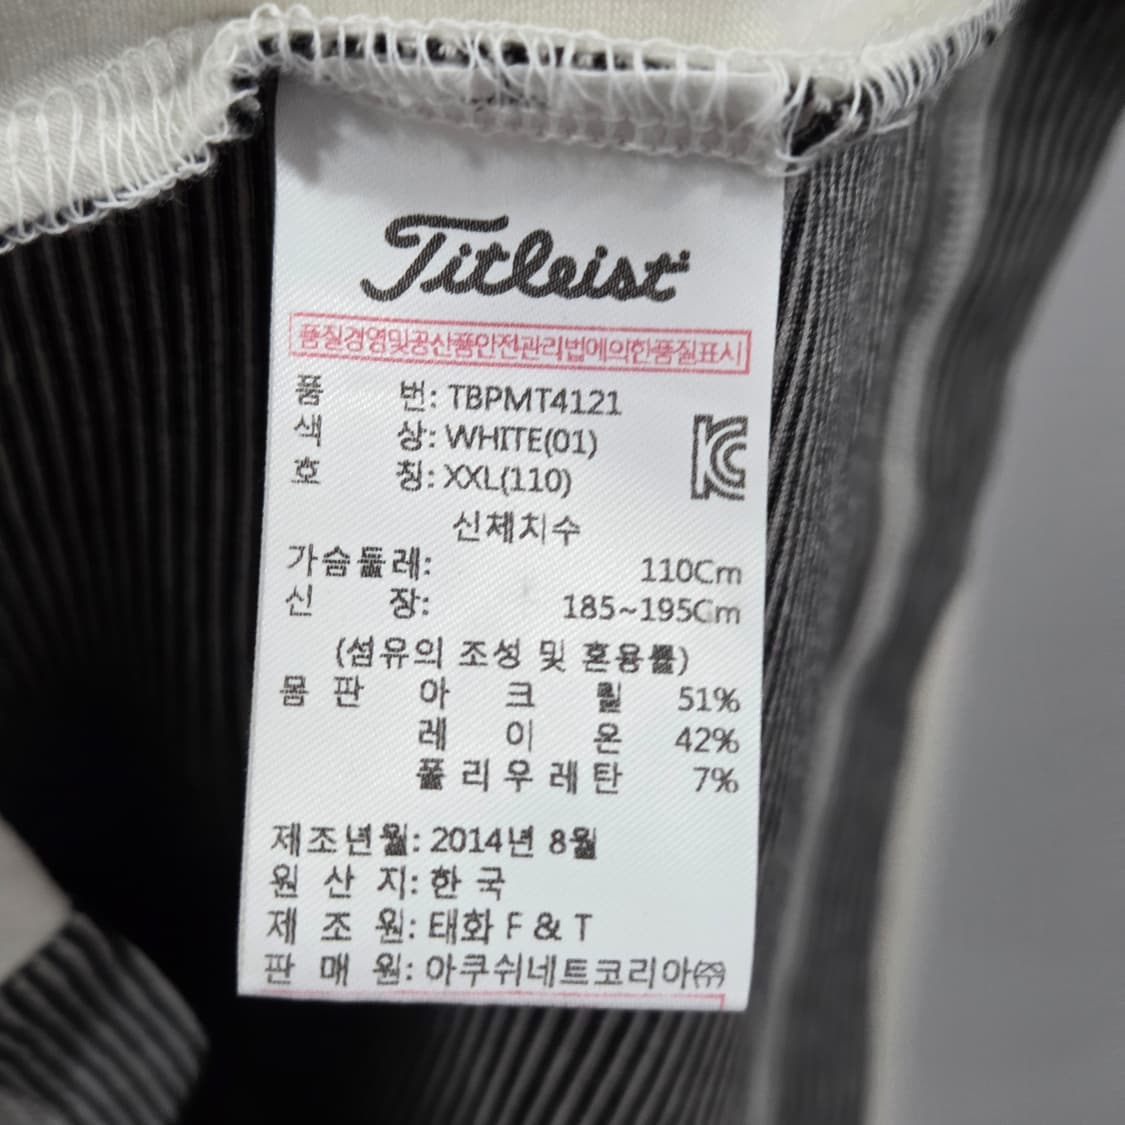 Titleist
품질경영및공산품안전관리법에의한품질표시
품 번: TBPMT4121
색 상: WHITE(01)
호 칭: XXL(110)
KC
신체치수
가슴둘레: 110Cm
신 장: 185~195Cm
(섬유의 조성 및 혼용률)
몸 판 아 크 릴 51%
레 이 온 42%
폴 리 우 레 탄 7%
제조년월: 2014년 8월
원 산 지: 한 국
제 조 원: 태화 F & T
판 매 원: 아쿠쉬네트코리아㈜